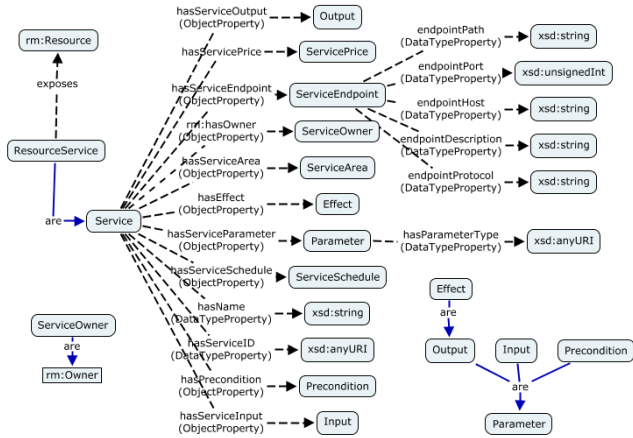 rm:Resource
exposes
ResourceService
are
Service
ServiceOwner
are
rm:Owner
hasServiceOutput
(ObjectProperty)
Output
hasServicePrice
(ObjectProperty)
ServicePrice
hasServiceEndpoint
(ObjectProperty)
ServiceEndpoint
rm:hasOwner
(ObjectProperty)
ServiceOwner
hasServiceArea
(ObjectProperty)
ServiceArea
hasEffect
(ObjectProperty)
Effect
hasServiceParameter
(ObjectProperty)
Parameter
hasServiceSchedule
(ObjectProperty)
ServiceSchedule
hasName
(DataTypeProperty)
xsd:string
hasServiceID
(DataTypeProperty)
xsd:anyURI
hasPrecondition
(ObjectProperty)
Precondition
hasServiceInput
(ObjectProperty)
Input
endpointPath
(DataTypeProperty)
xsd:string
endpointPort
(DataTypeProperty)
xsd:unsignedInt
endpointHost
(DataTypeProperty)
xsd:string
endpointDescription
(DataTypeProperty)
xsd:string
endpointProtocol
(DataTypeProperty)
xsd:string
hasParameterType
(DataTypeProperty)
xsd:anyURI
Effect
are
Output
Input
Precondition
are
Parameter